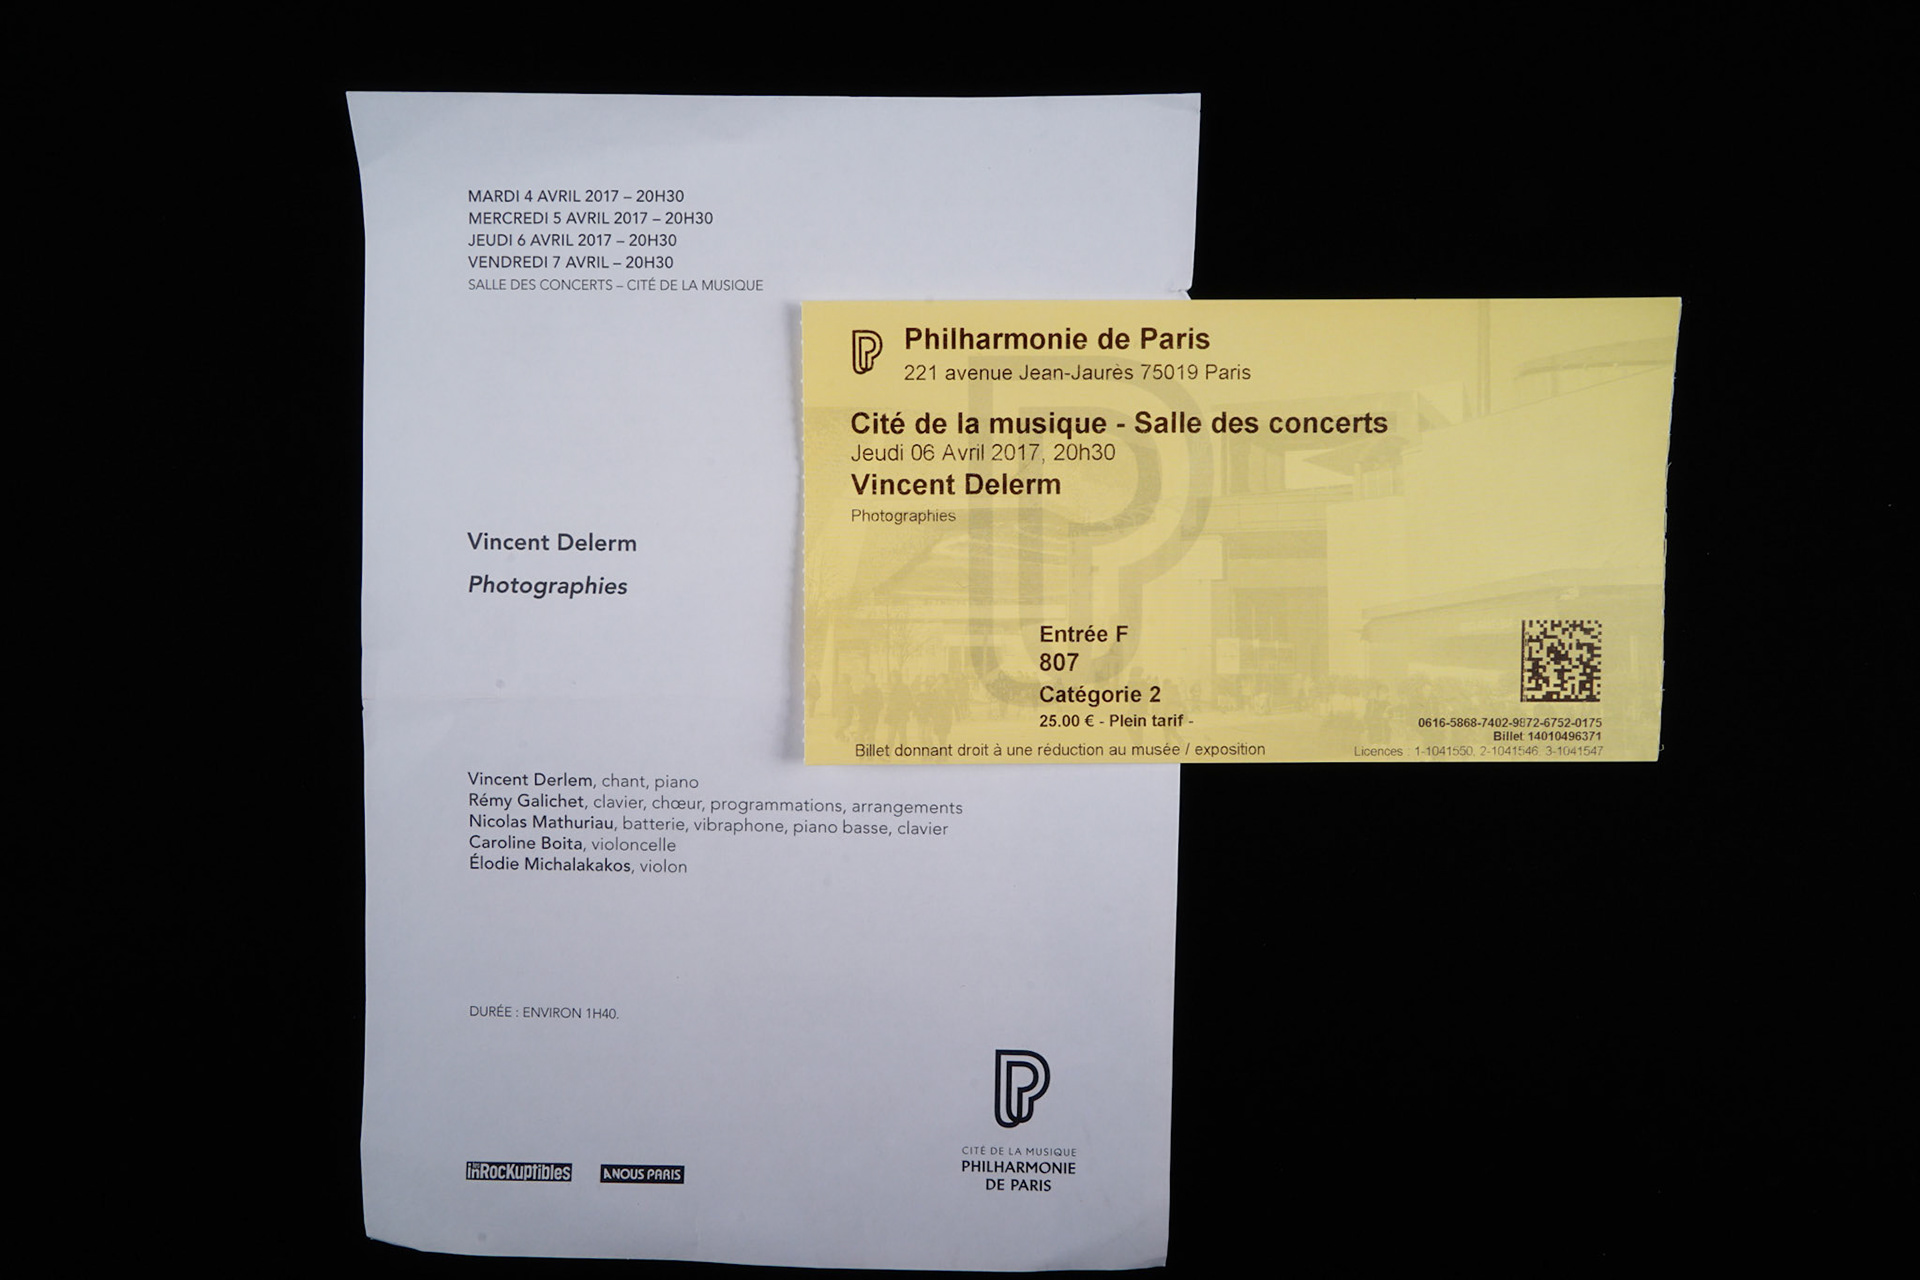 MARDI 4 AVRIL 2017 – 20H30
MERCREDI 5 AVRIL 2017 – 20H30
JEUDI 6 AVRIL 2017 – 20H30
VENDREDI 7 AVRIL – 20H30
SALLE DES CONCERTS – CITÉ DE LA MUSIQUE
Vincent Delerm
Photographies
Vincent Derlem, chant, piano
Rémy Galichet, clavier, chœur, programmations, arrangements
Nicolas Mathuriau, batterie, vibraphone, piano basse, clavier
Caroline Boita, violoncelle
Élodie Michalakakos, violon
DURÉE : ENVIRON 1H40.
les inRocKuptibles
A NOUS PARIS
CITÉ DE LA MUSIQUE
PHILHARMONIE
DE PARIS
Philharmonie de Paris
221 avenue Jean-Jaurès 75019 Paris
Cité de la musique - Salle des concerts
Jeudi 06 Avril 2017, 20h30
Vincent Delerm
Photographies
Entrée F
807
Catégorie 2
25.00 € - Plein tarif -
Billet donnant droit à une réduction au musée / exposition
0616-5868-7402-9872-6752-0175
Billet 14010496371
Licences : 1-1041550, 2-1041546, 3-1041547